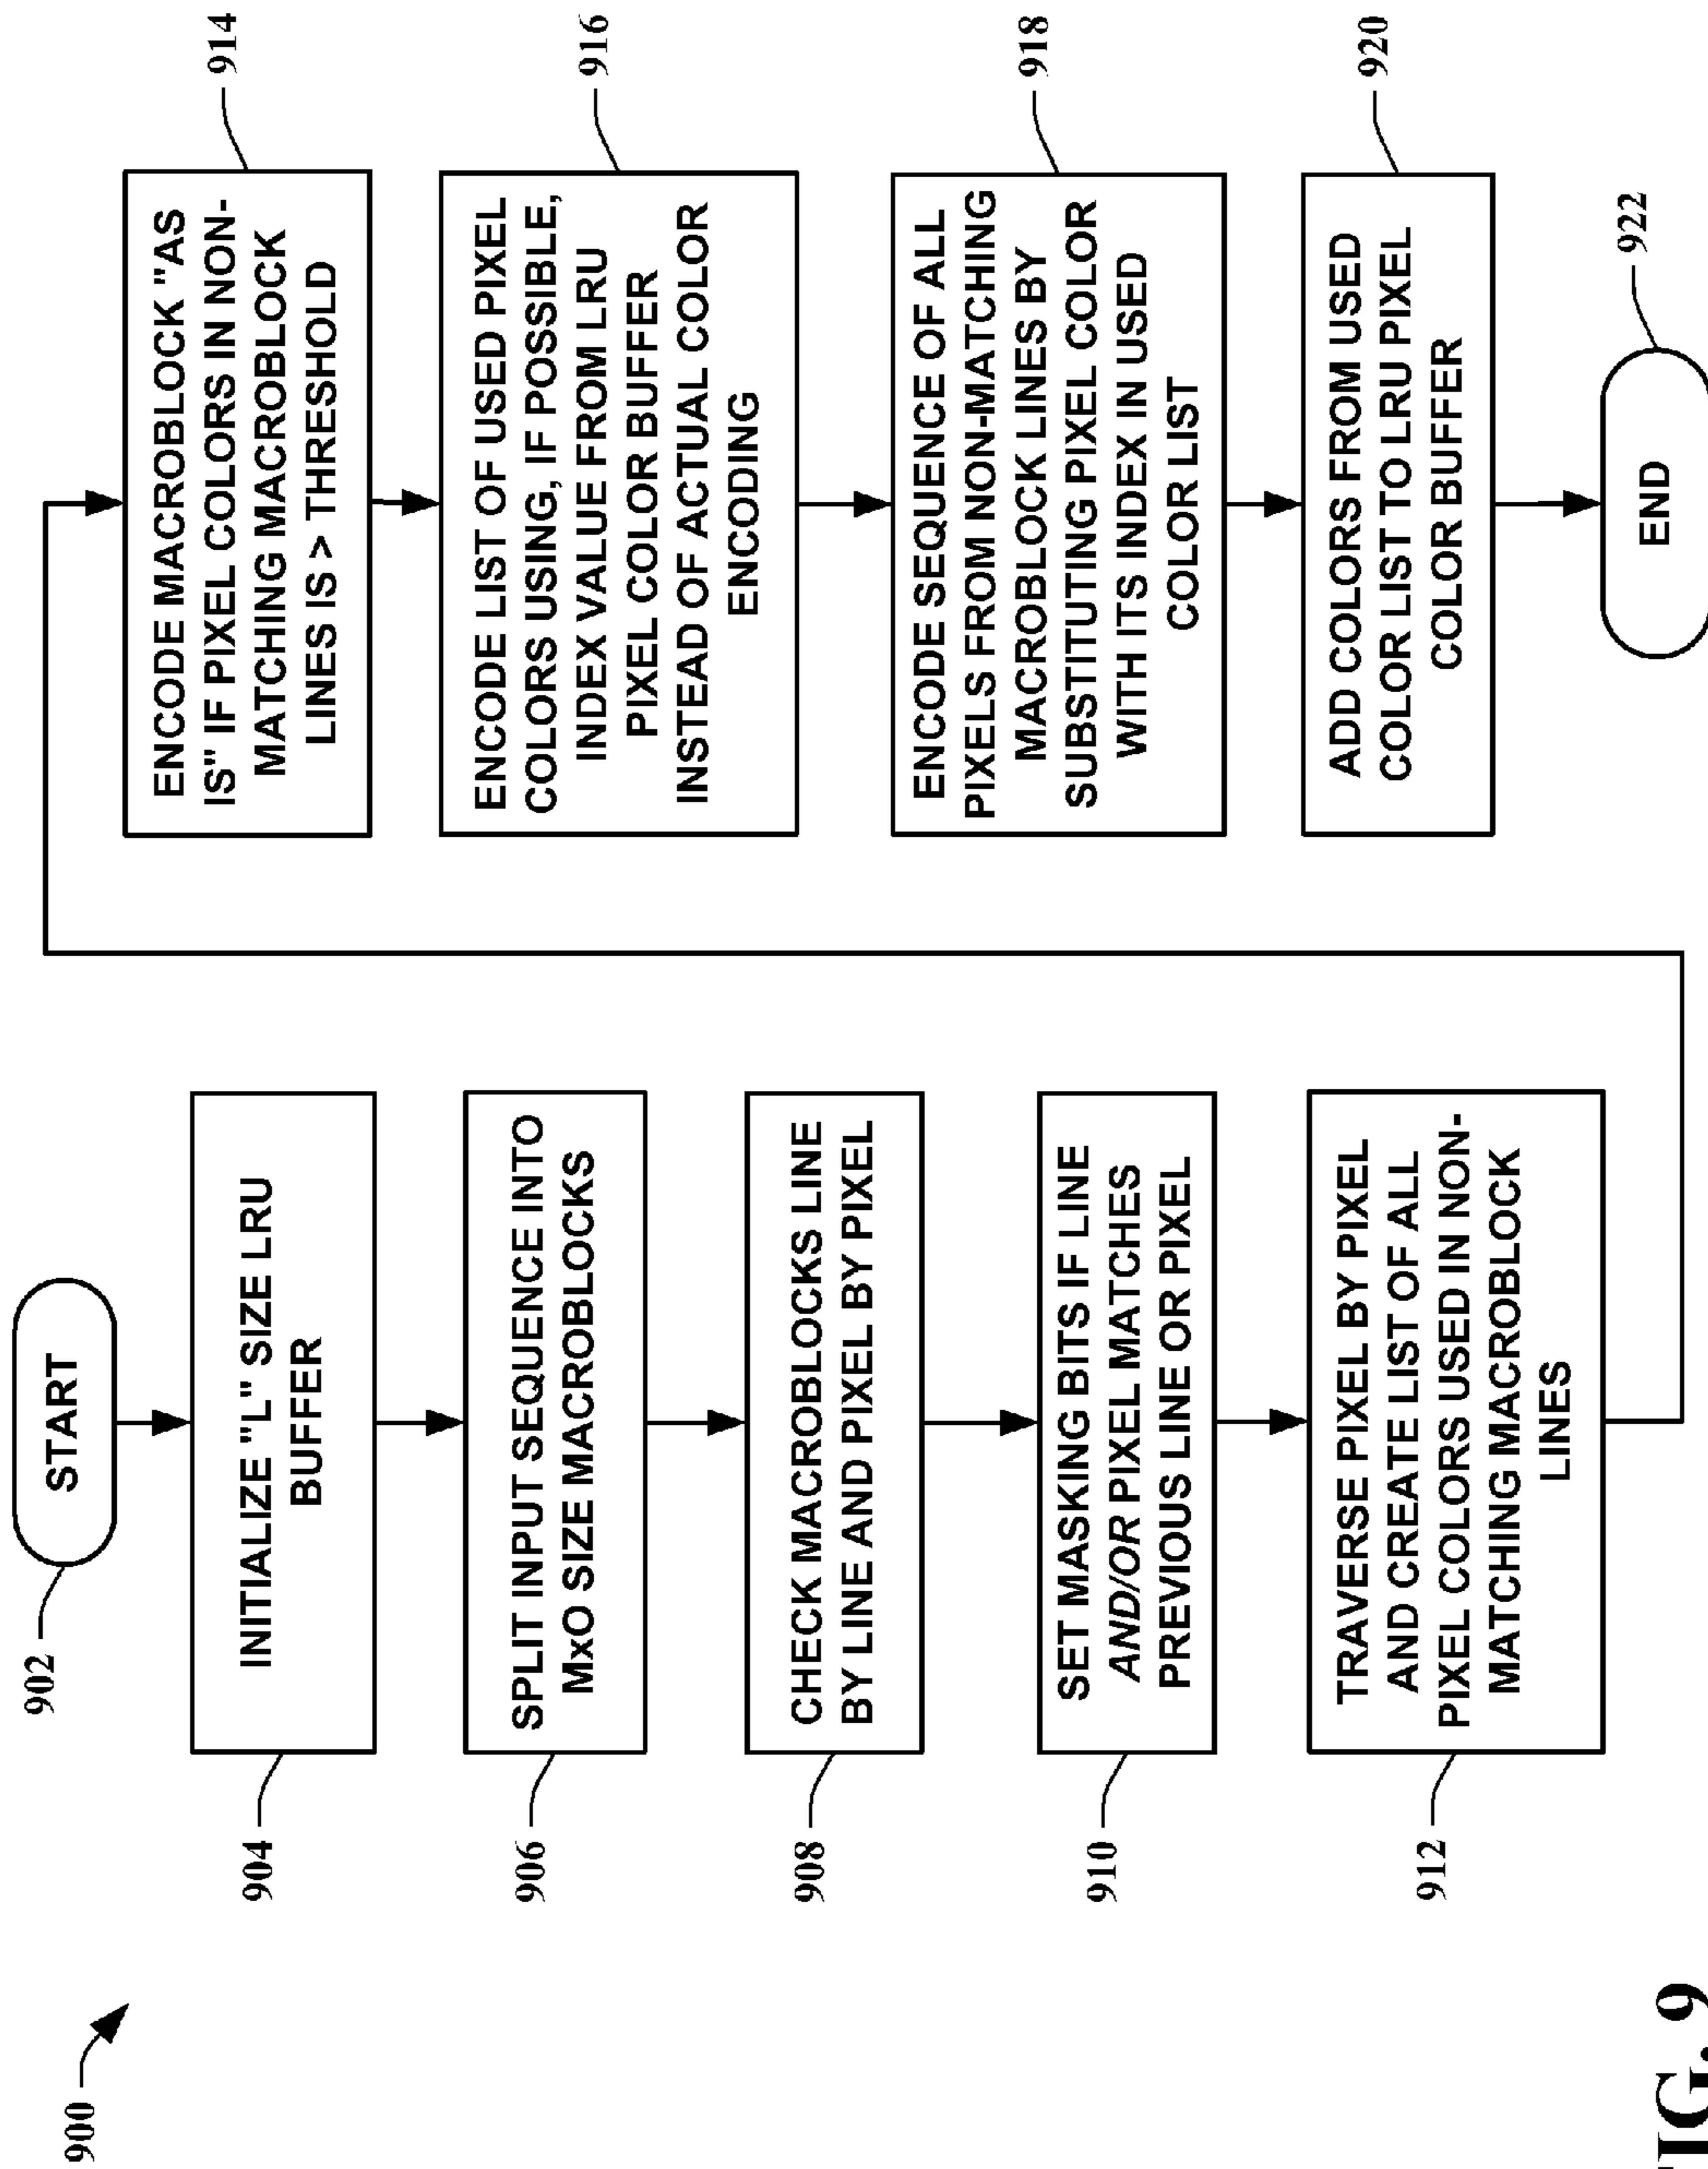 900
902
START
904
INITIALIZE "L" SIZE LRU
BUFFER
906
SPLIT INPUT SEQUENCE INTO
MxO SIZE MACROBLOCKS
908
CHECK MACROBLOCKS LINE
BY LINE AND PIXEL BY PIXEL
910
SET MASKING BITS IF LINE
AND/OR PIXEL MATCHES
PREVIOUS LINE OR PIXEL
912
TRAVERSE PIXEL BY PIXEL
AND CREATE LIST OF ALL
PIXEL COLORS USED IN NON-
MATCHING MACROBLOCK
LINES
914
ENCODE MACROBLOCK "AS
IS" IF PIXEL COLORS IN NON-
MATCHING MACROBLOCK
LINES IS > THRESHOLD
916
ENCODE LIST OF USED PIXEL
COLORS USING, IF POSSIBLE,
INDEX VALUE FROM LRU
PIXEL COLOR BUFFER
INSTEAD OF ACTUAL COLOR
ENCODING
918
ENCODE SEQUENCE OF ALL
PIXELS FROM NON-MATCHING
MACROBLOCK LINES BY
SUBSTITUTING PIXEL COLOR
WITH ITS INDEX IN USED
COLOR LIST
920
ADD COLORS FROM USED
COLOR LIST TO LRU PIXEL
COLOR BUFFER
922
END
FIG. 9